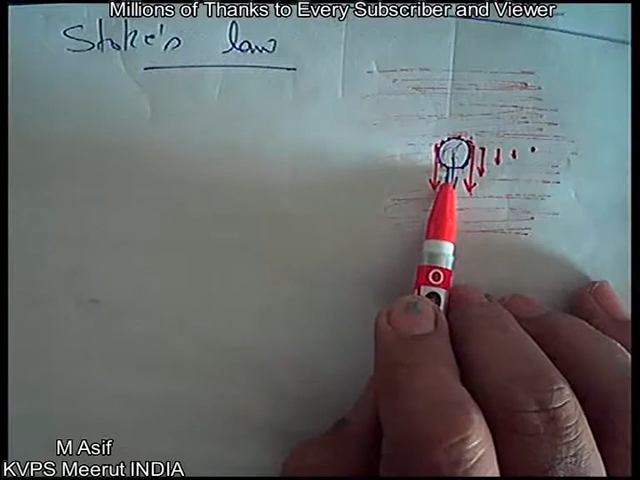 Millions of Thanks to Every Subscriber and Viewer
Stoke's law
M Asif
KVPS Meerut INDIA